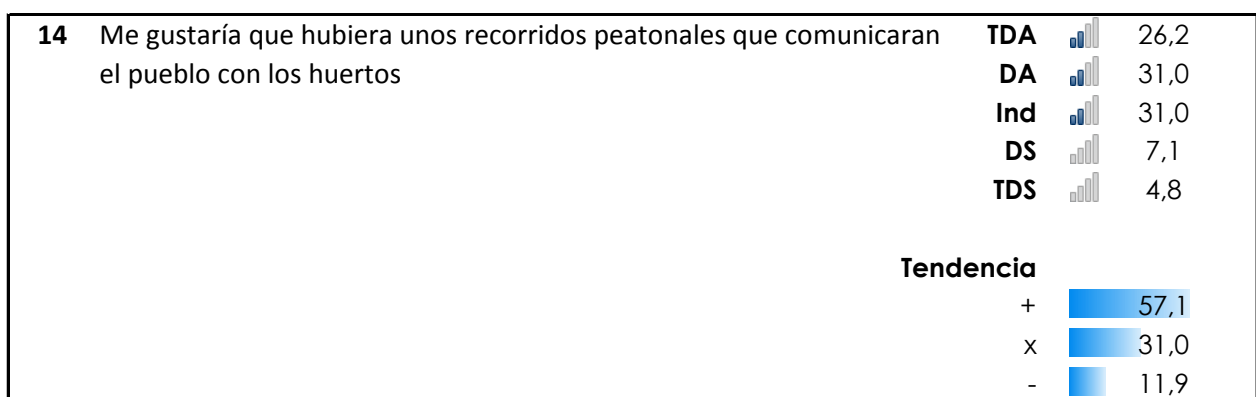 14 Me gustaría que hubiera unos recorridos peatonales que comunicaran TDA 26,2
el pueblo con los huertos DA 31,0
Ind 31,0
DS 7,1
TDS 4,8
Tendencia
+ 57,1
x 31,0
- 11,9